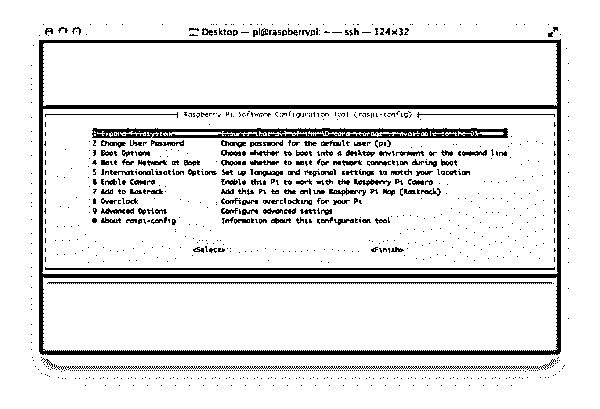 Desktop — pi@raspberrypi: ~ — ssh — 124×32
Raspberry Pi Software Configuration Tool (raspi-config)
1 Expand Filesystem Ensures that all of the SD card storage is available to the OS
2 Change User Password Change password for the default user (pi)
3 Boot Options Choose whether to boot into a desktop environment or the command line
4 Wait for Network at Boot Choose whether to wait for network connection during boot
5 Internationalisation Options Set up language and regional settings to match your location
6 Enable Camera Enable this Pi to work with the Raspberry Pi Camera
7 Add to Rastrack Add this Pi to the online Raspberry Pi Map (Rastrack)
8 Overclock Configure overclocking for your Pi
9 Advanced Options Configure advanced settings
0 About raspi-config Information about this configuration tool
<Select> <Finish>